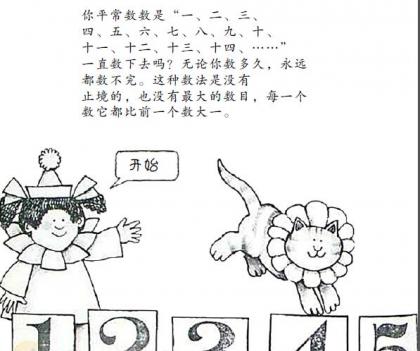 你平常数数是“一、二、三、
四、五、六、七、八、九、十、
十一、十二、十三、十四、……”
一直数下去吗？无论你数多久，永远
都数不完。这种数法是没有
止境的，也没有最大的数目，每一个
数它都比前一个数大一。
开始
1 2 3 4 5